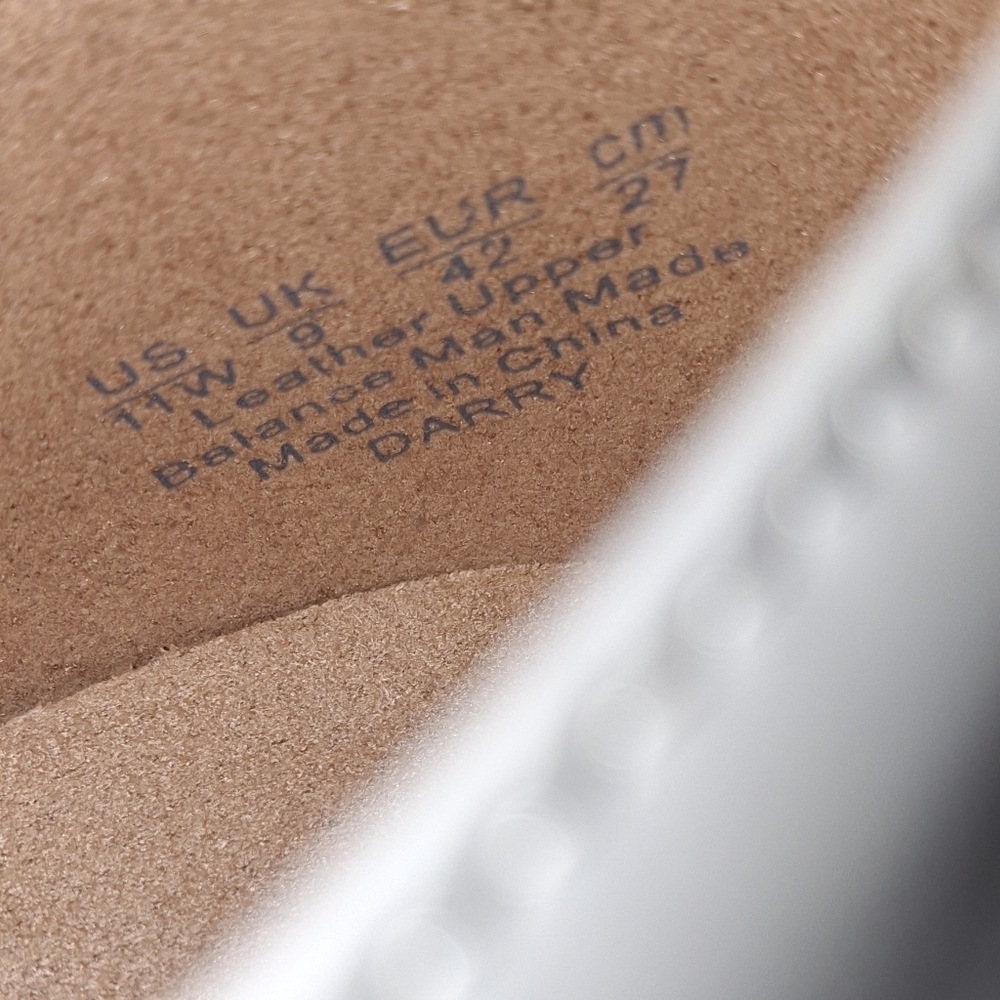 US UK EUR cm
11W 9 42 27
Leather Upper
Balance Man Made
Made in China
DARRY